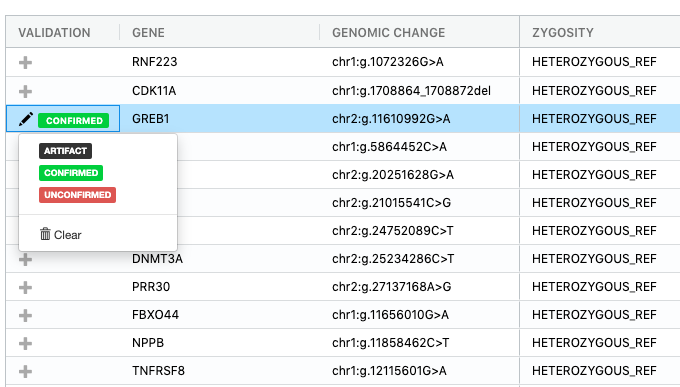 VALIDATION GENE GENOMIC CHANGE ZYGOSITY
RNF223 chr1:g.1072326G>A HETEROZYGOUS_REF
CDK11A chr1:g.1708864_1708872del HETEROZYGOUS_REF
CONFIRMED GREB1 chr2:g.11610992G>A HETEROZYGOUS_REF
ARTIFACT chr1:g.5864452C>A HETEROZYGOUS_REF
CONFIRMED chr2:g.20251628G>A HETEROZYGOUS_REF
UNCONFIRMED chr2:g.21015541C>G HETEROZYGOUS_REF
Clear chr2:g.24752089C>T HETEROZYGOUS_REF
DNMT3A chr2:g.25234286C>T HETEROZYGOUS_REF
PRR30 chr2:g.27137168A>G HETEROZYGOUS_REF
FBXO44 chr1:g.11656010G>A HETEROZYGOUS_REF
NPPB chr1:g.11858462C>T HETEROZYGOUS_REF
TNFRSF8 chr1:g.12115601G>A HETEROZYGOUS_REF